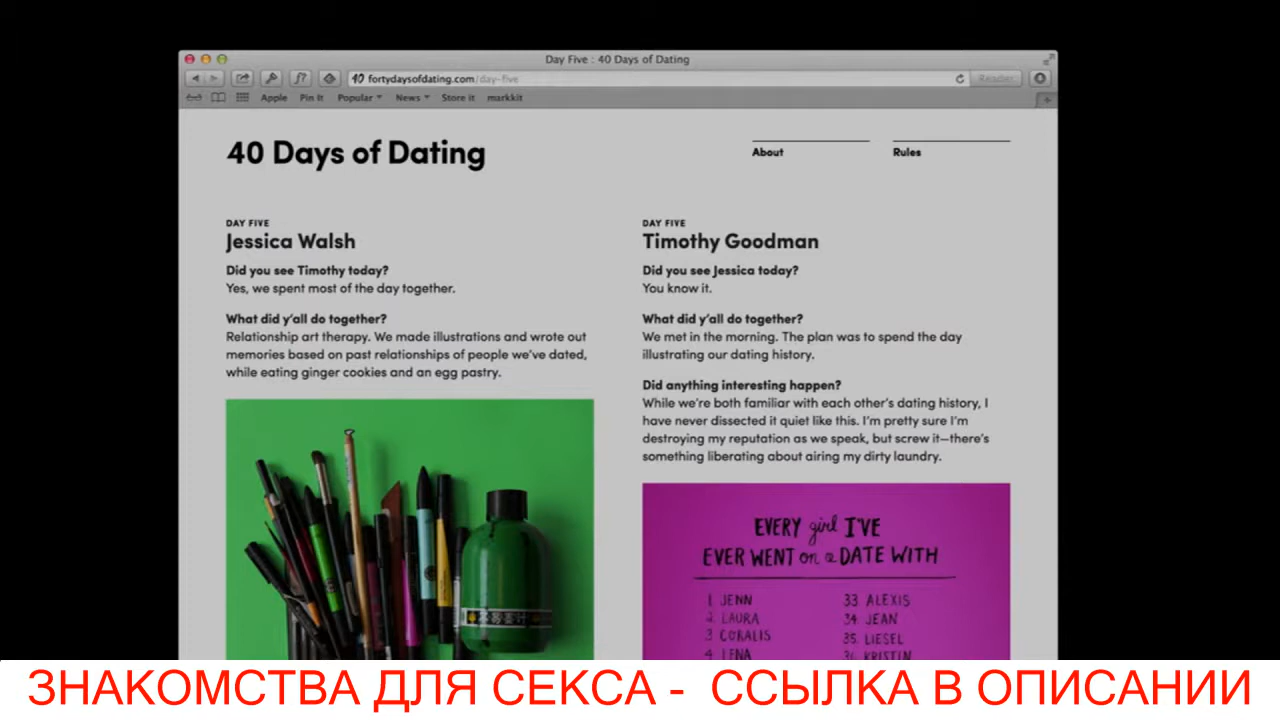 Day Five : 40 Days of Dating
fortydaysofdating.com/day-five
Reader
Apple Pin It Popular News Store it markkit
40 Days of Dating
About
Rules
DAY FIVE
Jessica Walsh
Did you see Timothy today?
Yes, we spent most of the day together.
What did y'all do together?
Relationship art therapy. We made illustrations and wrote out
memories based on past relationships of people we've dated,
while eating ginger cookies and an egg pastry.
DAY FIVE
Timothy Goodman
Did you see Jessica today?
You know it.
What did y'all do together?
We met in the morning. The plan was to spend the day
illustrating our dating history.
Did anything interesting happen?
While we're both familiar with each other's dating history, I
have never dissected it quiet like this. I'm pretty sure I'm
destroying my reputation as we speak, but screw it—there's
something liberating about airing my dirty laundry.
EVERY girl I'VE
EVER WENT on a DATE WITH
1 JENN
2. LAURA
3 CORALIS
4 LENA
33 ALEXIS
34. JEAN
35. LIESEL
36 KRISTIN
ЗНАКОМСТВА ДЛЯ СЕКСА - ССЫЛКА В ОПИСАНИИ